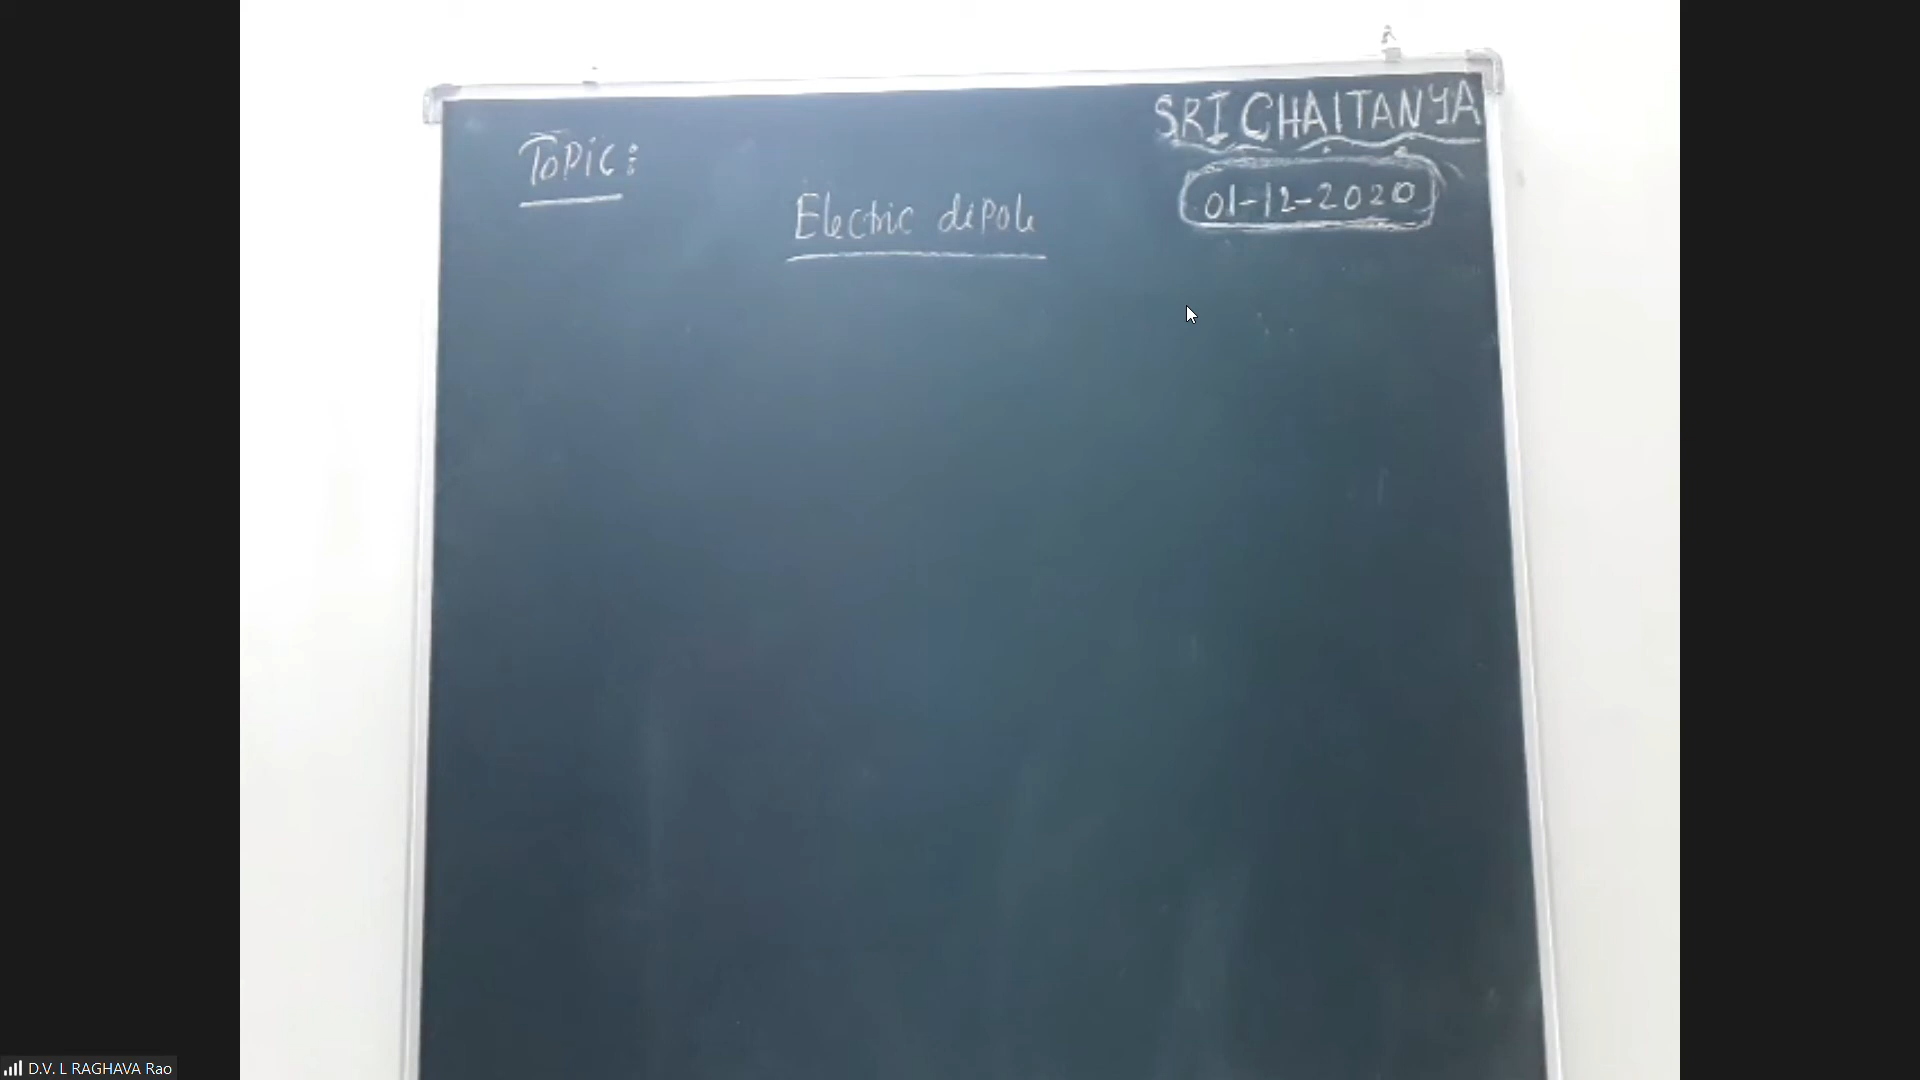 SRI CHAITANYA
Topic:
01-12-2020
Electric dipole
D.V. L RAGHAVA Rao